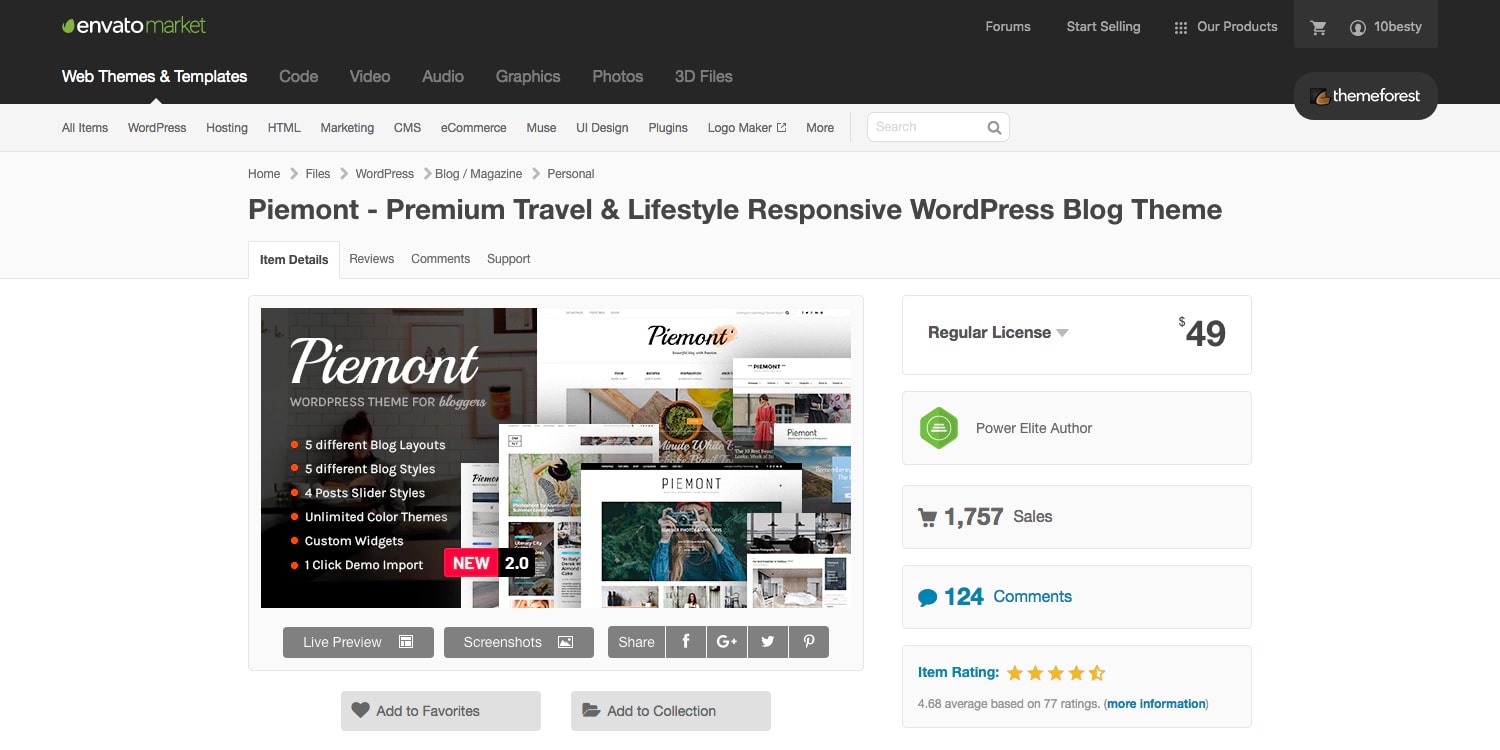 envato market
Forums Start Selling Our Products 10besty
Web Themes & Templates Code Video Audio Graphics Photos 3D Files
themeforest
All Items WordPress Hosting HTML Marketing CMS eCommerce Muse UI Design Plugins Logo Maker More Search
Home Files WordPress Blog / Magazine Personal
Piemont - Premium Travel & Lifestyle Responsive WordPress Blog Theme
Item Details Reviews Comments Support
Piemont
WORDPRESS THEME FOR bloggers
5 different Blog Layouts
5 different Blog Styles
4 Posts Slider Styles
Unlimited Color Themes
Custom Widgets
1 Click Demo Import
NEW 2.0
Piemont
PIEMONT
Piemont
PIEMONT
Live Preview Screenshots Share f G+
Add to Favorites Add to Collection
Regular License $49
Power Elite Author
1,757 Sales
124 Comments
Item Rating:
4.68 average based on 77 ratings. (more information)